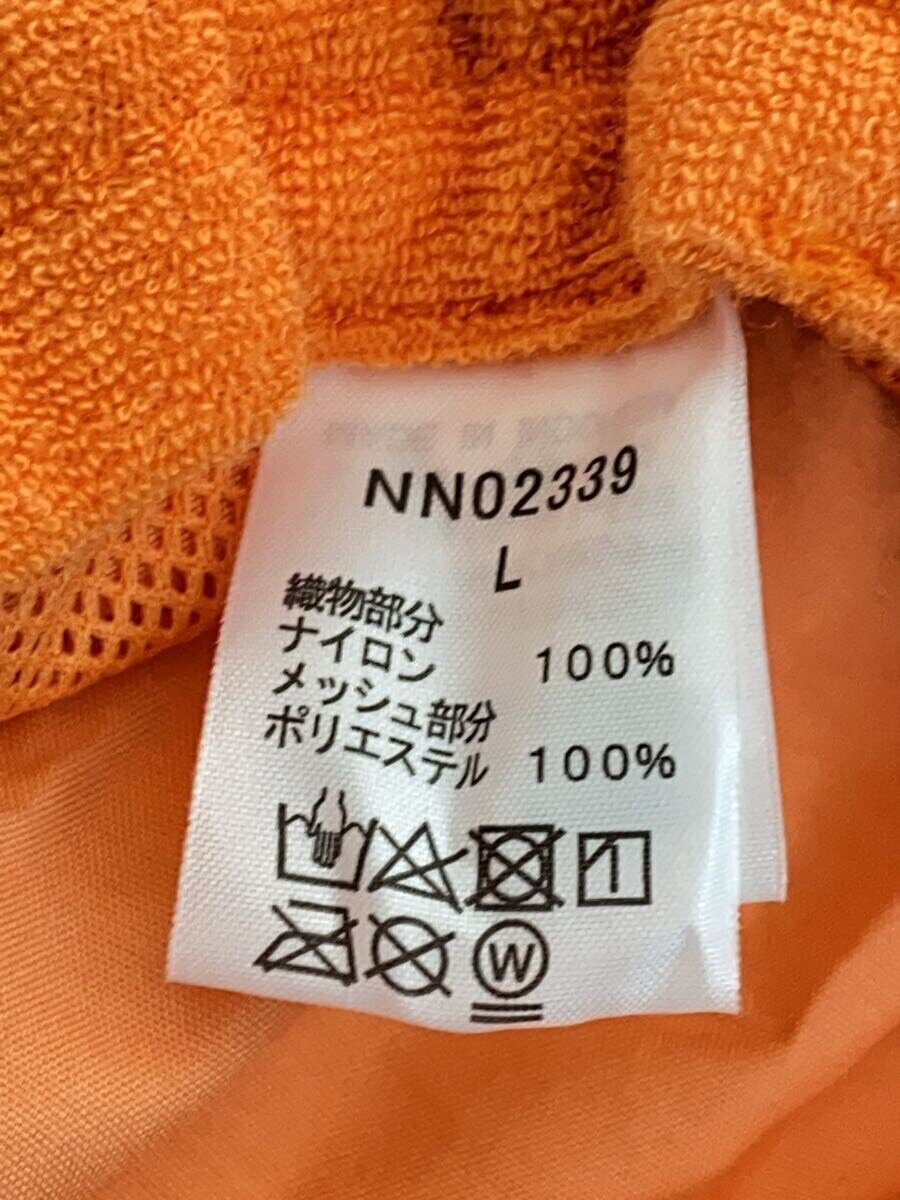 NN02339
L
織物部分
ナイロン 100%
メッシュ部分
ポリエステル 100%
W